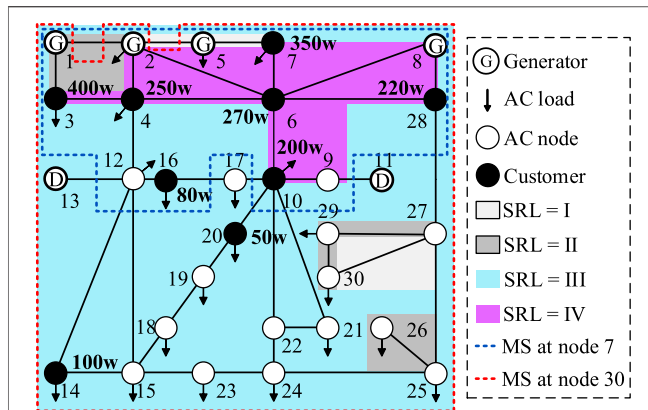 G G G 350w G
1 2 5 7 8
400w 250w 270w 220w
3 4 6 28
200w
12 16 17 9 11
D D
13 80w 10
20 50w 29 27
19 30
18 22 21 26
100w
14 15 23 24 25
G Generator
AC load
AC node
Customer
SRL = I
SRL = II
SRL = III
SRL = IV
MS at node 7
MS at node 30